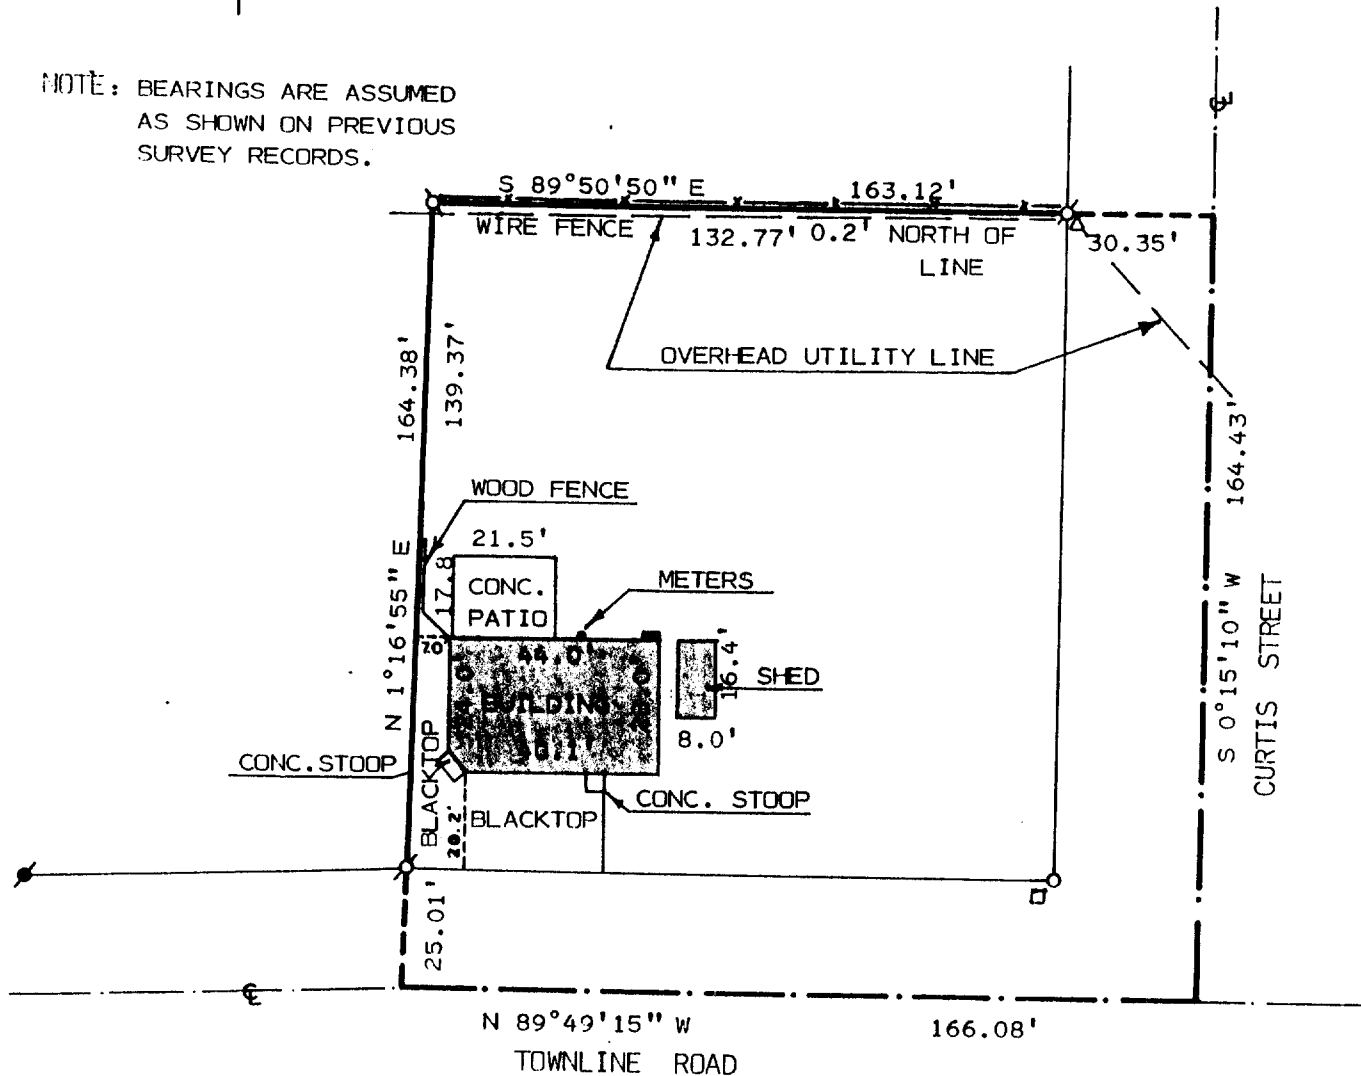 NOTE: BEARINGS ARE ASSUMED
AS SHOWN ON PREVIOUS
SURVEY RECORDS.
℄
S 89°50'50" E
163.12'
WIRE FENCE
132.77'
0.2' NORTH OF
LINE
30.35'
OVERHEAD UTILITY LINE
164.38'
139.37'
164.43'
WOOD FENCE
21.5'
17.8
CONC.
PATIO
METERS
N 1°16'55" E
S 0°15'10" W
CURTIS STREET
20'
44.0'
BUILDING
16.4'
SHED
8.0'
CONC.STOOP
BLACKTOP
20.2'
BLACKTOP
CONC. STOOP
25.01'
℄
N 89°49'15" W
166.08'
TOWNLINE ROAD